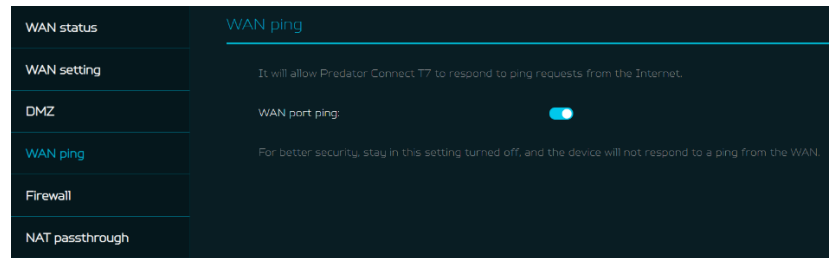 WAN status
WAN setting
DMZ
WAN ping
Firewall
NAT passthrough
WAN ping
It will allow Predator Connect T7 to respond to ping requests from the Internet.
WAN port ping:
For better security, stay in this setting turned off, and the device will not respond to a ping from the WAN.